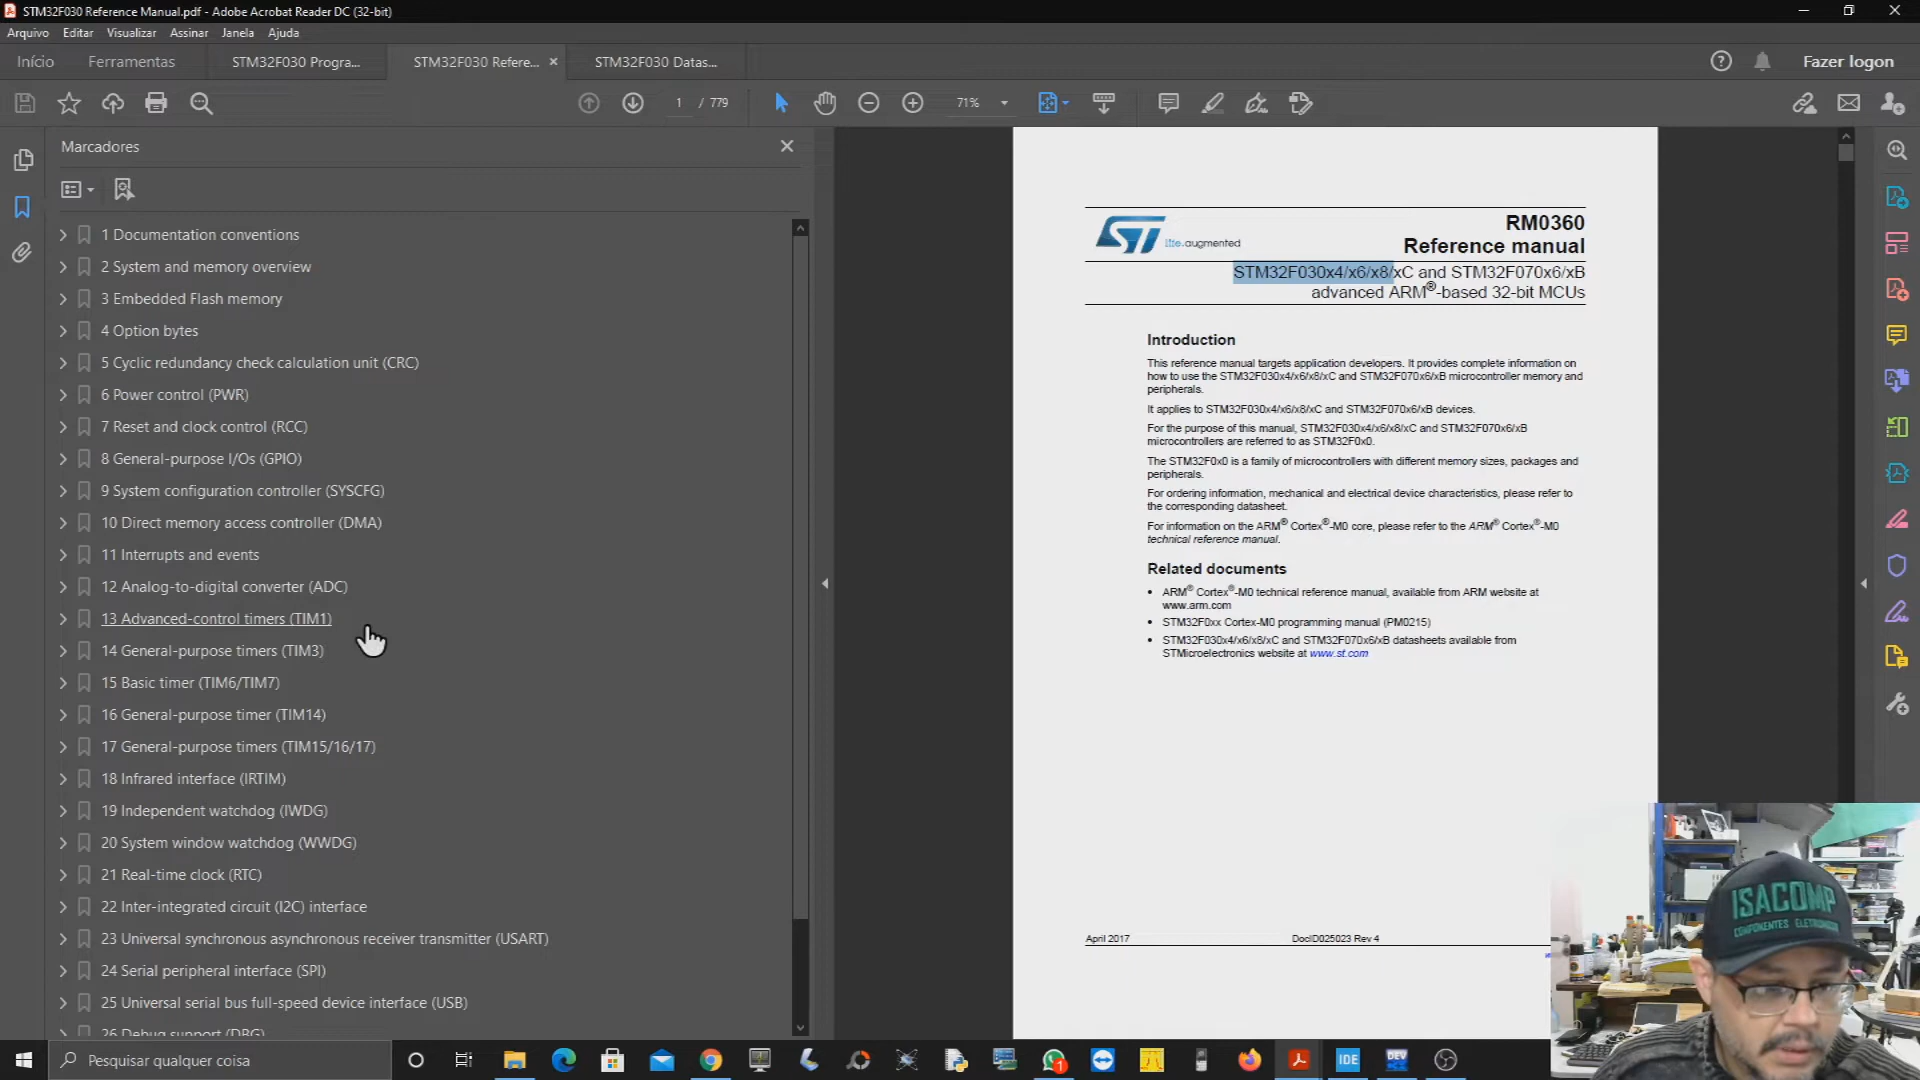 STM32F030 Reference Manual.pdf - Adobe Acrobat Reader DC (32-bit)
Arquivo Editar Visualizar Assinar Janela Ajuda
Início Ferramentas STM32F030 Progra... STM32F030 Refere... STM32F030 Datas... Fazer logon
1 / 779 71%
Marcadores
1 Documentation conventions
2 System and memory overview
3 Embedded Flash memory
4 Option bytes
5 Cyclic redundancy check calculation unit (CRC)
6 Power control (PWR)
7 Reset and clock control (RCC)
8 General-purpose I/Os (GPIO)
9 System configuration controller (SYSCFG)
10 Direct memory access controller (DMA)
11 Interrupts and events
12 Analog-to-digital converter (ADC)
13 Advanced-control timers (TIM1)
14 General-purpose timers (TIM3)
15 Basic timer (TIM6/TIM7)
16 General-purpose timer (TIM14)
17 General-purpose timers (TIM15/16/17)
18 Infrared interface (IRTIM)
19 Independent watchdog (IWDG)
20 System window watchdog (WWDG)
21 Real-time clock (RTC)
22 Inter-integrated circuit (I2C) interface
23 Universal synchronous asynchronous receiver transmitter (USART)
24 Serial peripheral interface (SPI)
25 Universal serial bus full-speed device interface (USB)
26 Debug support (DBG)
ST life.augmented
RM0360
Reference manual
STM32F030x4/x6/x8/xC and STM32F070x6/xB
advanced ARM®-based 32-bit MCUs
Introduction
This reference manual targets application developers. It provides complete information on
how to use the STM32F030x4/x6/x8/xC and STM32F070x6/xB microcontroller memory and
peripherals.
It applies to STM32F030x4/x6/x8/xC and STM32F070x6/xB devices.
For the purpose of this manual, STM32F030x4/x6/x8/xC and STM32F070x6/xB
microcontrollers are referred to as STM32F0x0.
The STM32F0x0 is a family of microcontrollers with different memory sizes, packages and
peripherals.
For ordering information, mechanical and electrical device characteristics, please refer to
the corresponding datasheet.
For information on the ARM® Cortex®-M0 core, please refer to the ARM® Cortex®-M0
technical reference manual.
Related documents
• ARM® Cortex®-M0 technical reference manual, available from ARM website at
www.arm.com
• STM32F0xx Cortex-M0 programming manual (PM0215)
• STM32F030x4/x6/x8/xC and STM32F070x6/xB datasheets available from
STMicroelectronics website at www.st.com
April 2017 DocID025023 Rev 4
ISACOMP
COMPONENTES ELETRONICOS
Pesquisar qualquer coisa
1
IDE
DEV